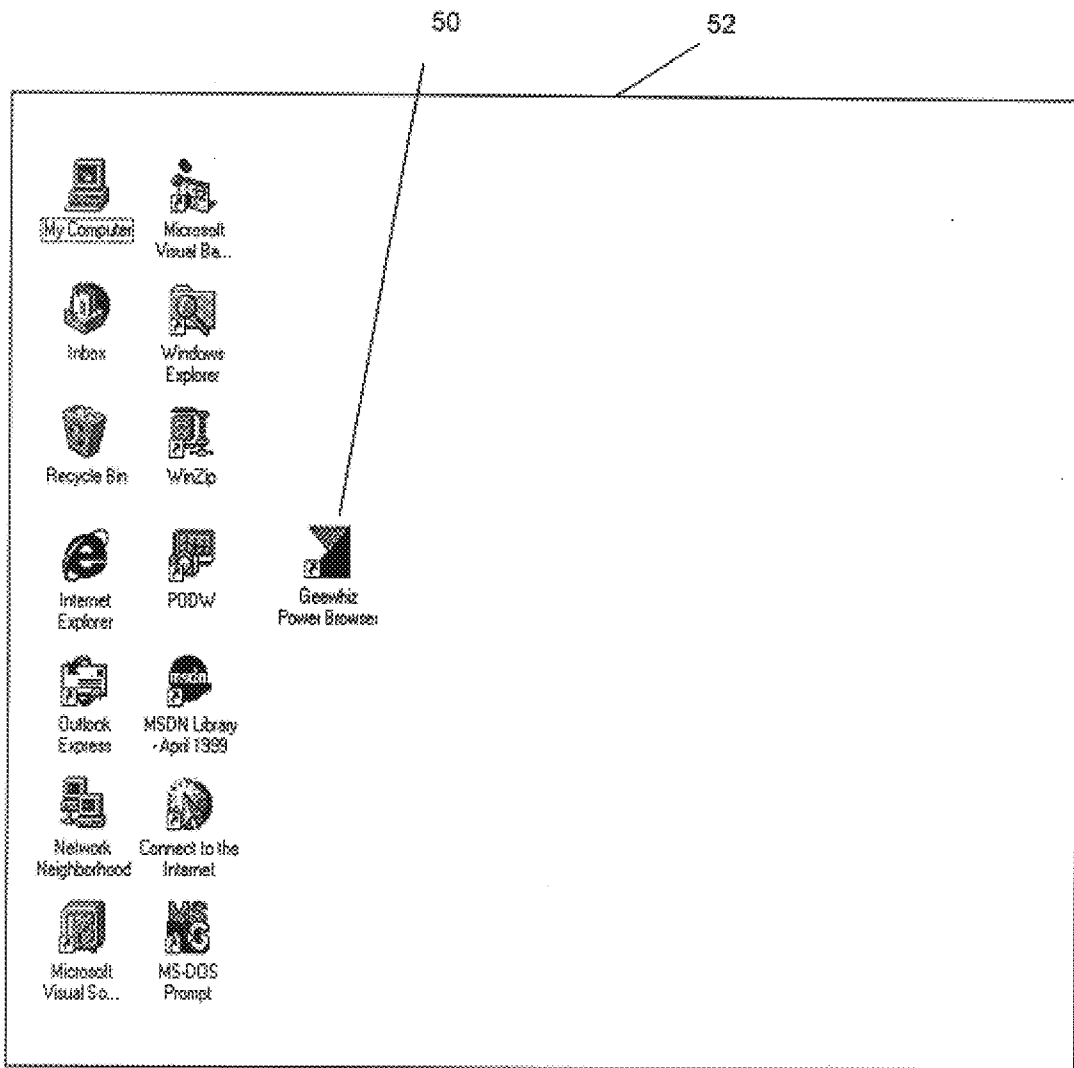 50
52
My Computer
Microsoft
Visual Ba...
Inbox
Windows
Explorer
Recycle Bin
WinZip
Internet
Explorer
PDDW
Geewhiz
Power Browser
Outlook
Express
MSDN Library
- April 1999
Network
Neighborhood
Connect to the
Internet
Microsoft
Visual So...
MS-DOS
Prompt